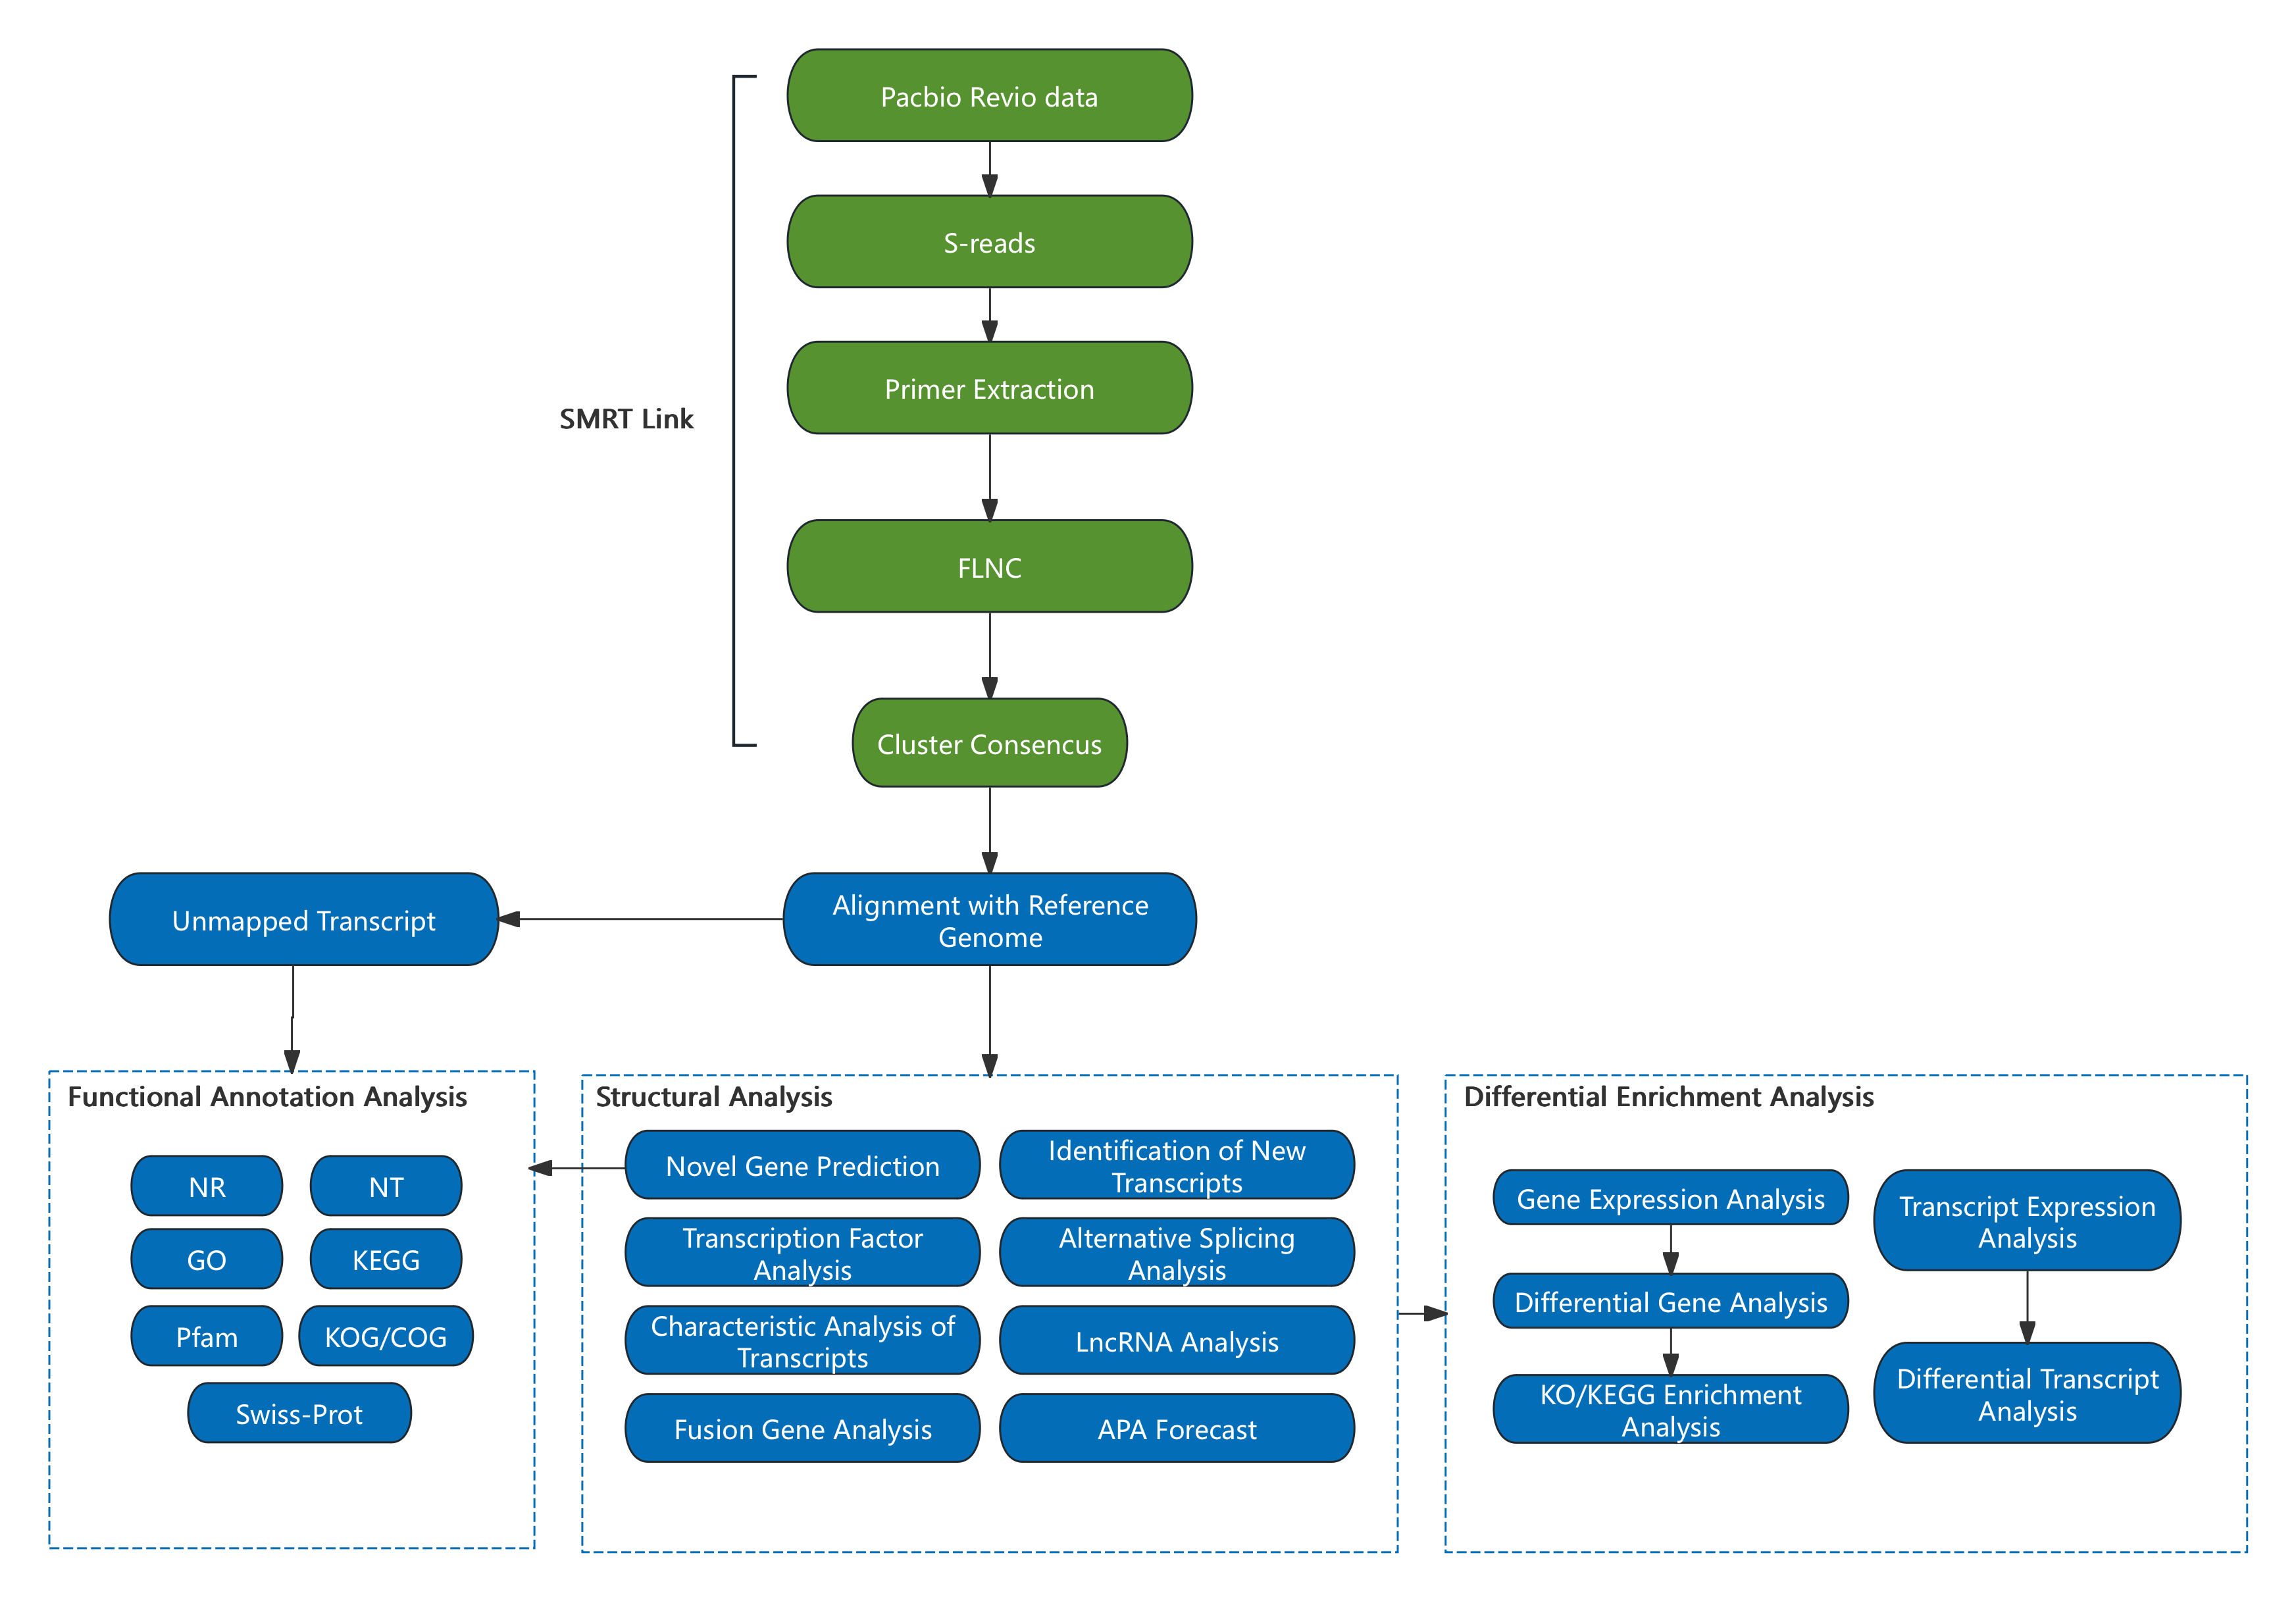 Pacbio Revio data
S-reads
Primer Extraction
SMRT Link
FLNC
Cluster Consencus
Unmapped Transcript
Alignment with Reference
Genome
Functional Annotation Analysis
NR
NT
GO
KEGG
Pfam
KOG/COG
Swiss-Prot
Structural Analysis
Novel Gene Prediction
Identification of New
Transcripts
Transcription Factor
Analysis
Alternative Splicing
Analysis
Characteristic Analysis of
Transcripts
LncRNA Analysis
Fusion Gene Analysis
APA Forecast
Differential Enrichment Analysis
Gene Expression Analysis
Differential Gene Analysis
KO/KEGG Enrichment
Analysis
Transcript Expression
Analysis
Differential Transcript
Analysis